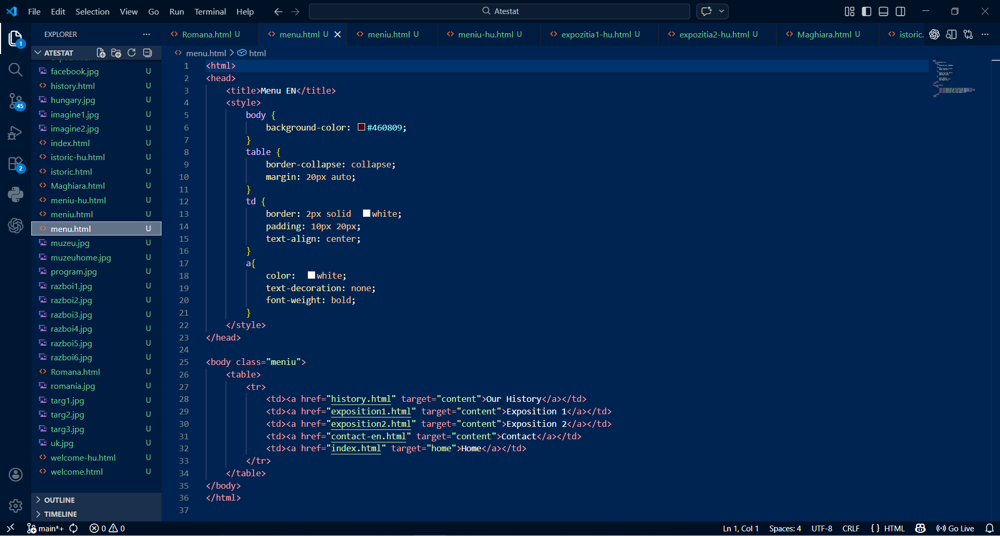 File Edit Selection View Go Run Terminal Help Atestat
EXPLORER
Romana.html U menu.html U meniu.html U meniu-hu.html U expozitia1-hu.html U expozitia2-hu.html U Maghiara.html U istoric.
ATESTAT
menu.html > html
facebook.jpg U
history.html U
hungary.jpg U
imagine1.jpg U
imagine2.jpg U
index.html U
istoric-hu.html U
istoric.html U
Maghiara.html U
meniu-hu.html U
meniu.html U
menu.html U
muzeu.jpg U
muzeuhome.jpg U
program.jpg U
razboi1.jpg U
razboi2.jpg U
razboi3.jpg U
razboi4.jpg U
razboi5.jpg U
razboi6.jpg U
Romana.html U
romania.jpg U
targ1.jpg U
targ2.jpg U
targ3.jpg U
uk.jpg U
welcome-hu.html U
welcome.html U
OUTLINE
TIMELINE
1 <html>
2 <head>
3 <title>Menu EN</title>
4 <style>
5 body {
6 background-color: #460809;
7 }
8 table {
9 border-collapse: collapse;
10 margin: 20px auto;
11 }
12 td {
13 border: 2px solid white;
14 padding: 10px 20px;
15 text-align: center;
16 }
17 a{
18 color: white;
19 text-decoration: none;
20 font-weight: bold;
21 }
22 </style>
23 </head>
24
25 <body class="meniu">
26 <table>
27 <tr>
28 <td><a href="history.html" target="content">Our History</a></td>
29 <td><a href="exposition1.html" target="content">Exposition 1</a></td>
30 <td><a href="exposition2.html" target="content">Exposition 2</a></td>
31 <td><a href="contact-en.html" target="content">Contact</a></td>
32 <td><a href="index.html" target="home">Home</a></td>
33 </tr>
34 </table>
35 </body>
36 </html>
37
1
45
2
main*+ 0 0 Ln 1, Col 1 Spaces: 4 UTF-8 CRLF { } HTML Go Live